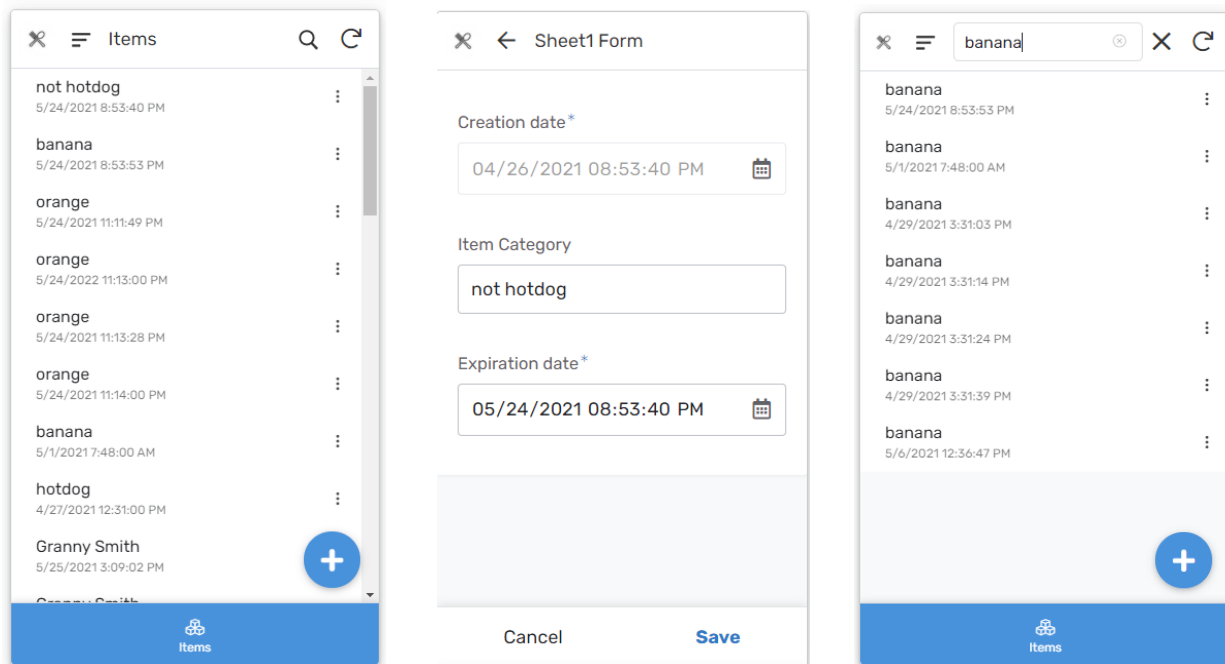 Items
not hotdog
5/24/2021 8:53:40 PM
banana
5/24/2021 8:53:53 PM
orange
5/24/2021 11:11:49 PM
orange
5/24/2022 11:13:00 PM
orange
5/24/2021 11:13:28 PM
orange
5/24/2021 11:14:00 PM
banana
5/1/2021 7:48:00 AM
hotdog
4/27/2021 12:31:00 PM
Granny Smith
5/25/2021 3:09:02 PM
Granny Smith
Items
Sheet1 Form
Creation date*
04/26/2021 08:53:40 PM
Item Category
not hotdog
Expiration date*
05/24/2021 08:53:40 PM
Cancel Save
banana
banana
5/24/2021 8:53:53 PM
banana
5/1/2021 7:48:00 AM
banana
4/29/2021 3:31:03 PM
banana
4/29/2021 3:31:14 PM
banana
4/29/2021 3:31:24 PM
banana
4/29/2021 3:31:39 PM
banana
5/6/2021 12:36:47 PM
Items